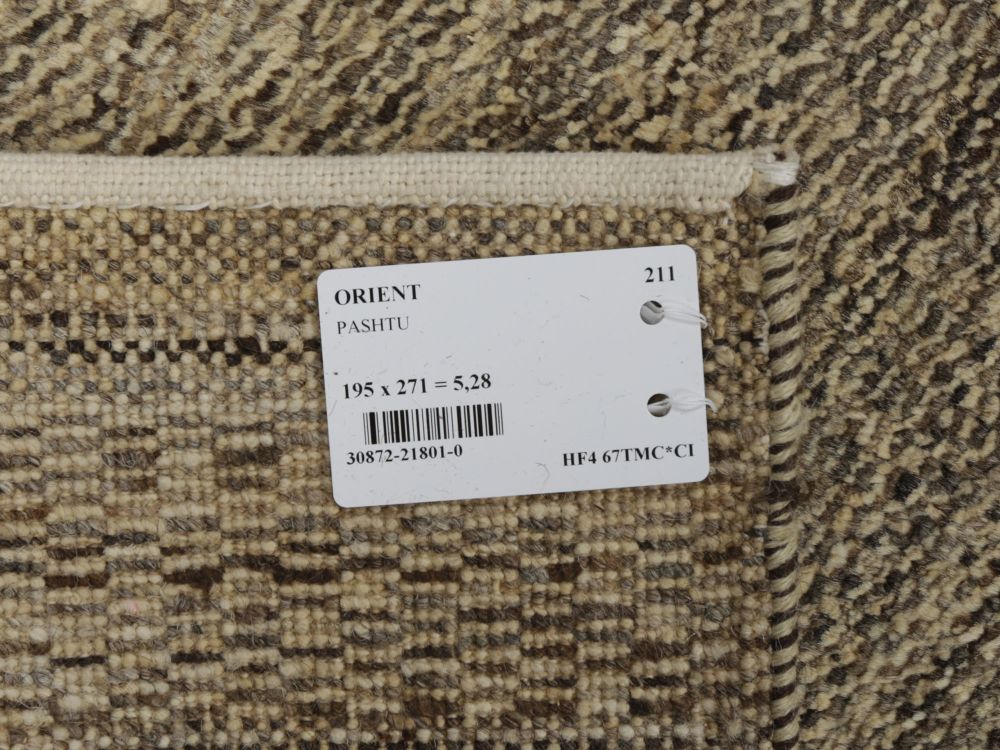 ORIENT 211
PASHTU
195 x 271 = 5,28
30872-21801-0 HF4 67TMC*CI